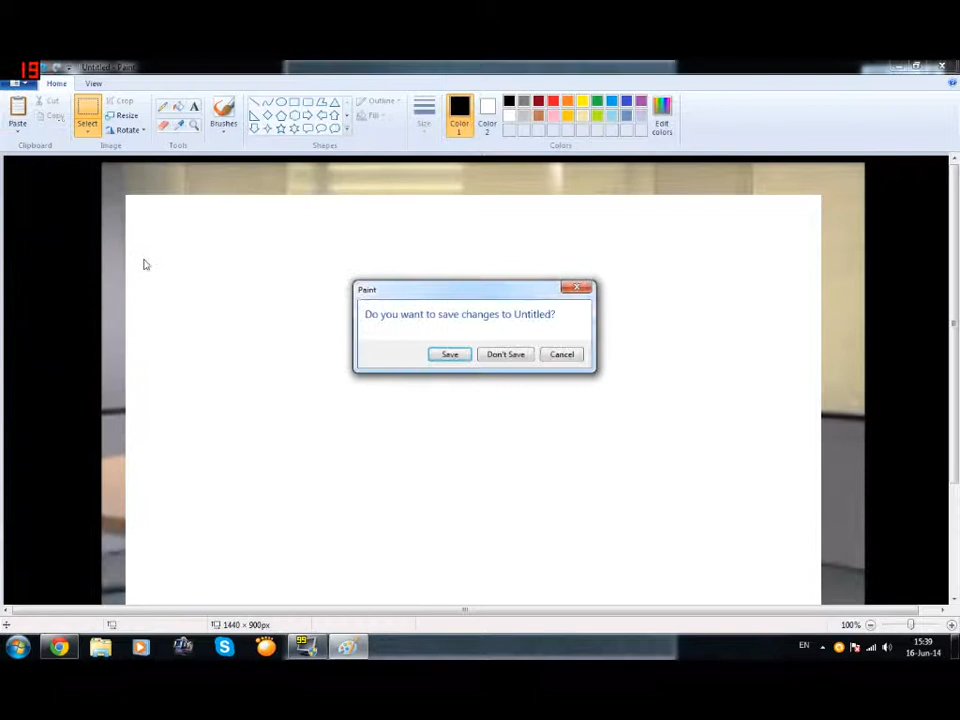 19
Untitled - Paint
Home View
Paste
Cut
Copy
Clipboard
Select
Crop
Resize
Rotate
Image
A
Tools
Brushes
Shapes
Outline
Fill
Size
Color 1
Color 2
Edit colors
Colors
Paint
Do you want to save changes to Untitled?
Save Don't Save Cancel
1440 × 900px
100%
95
EN
15:39
16-Jun-14